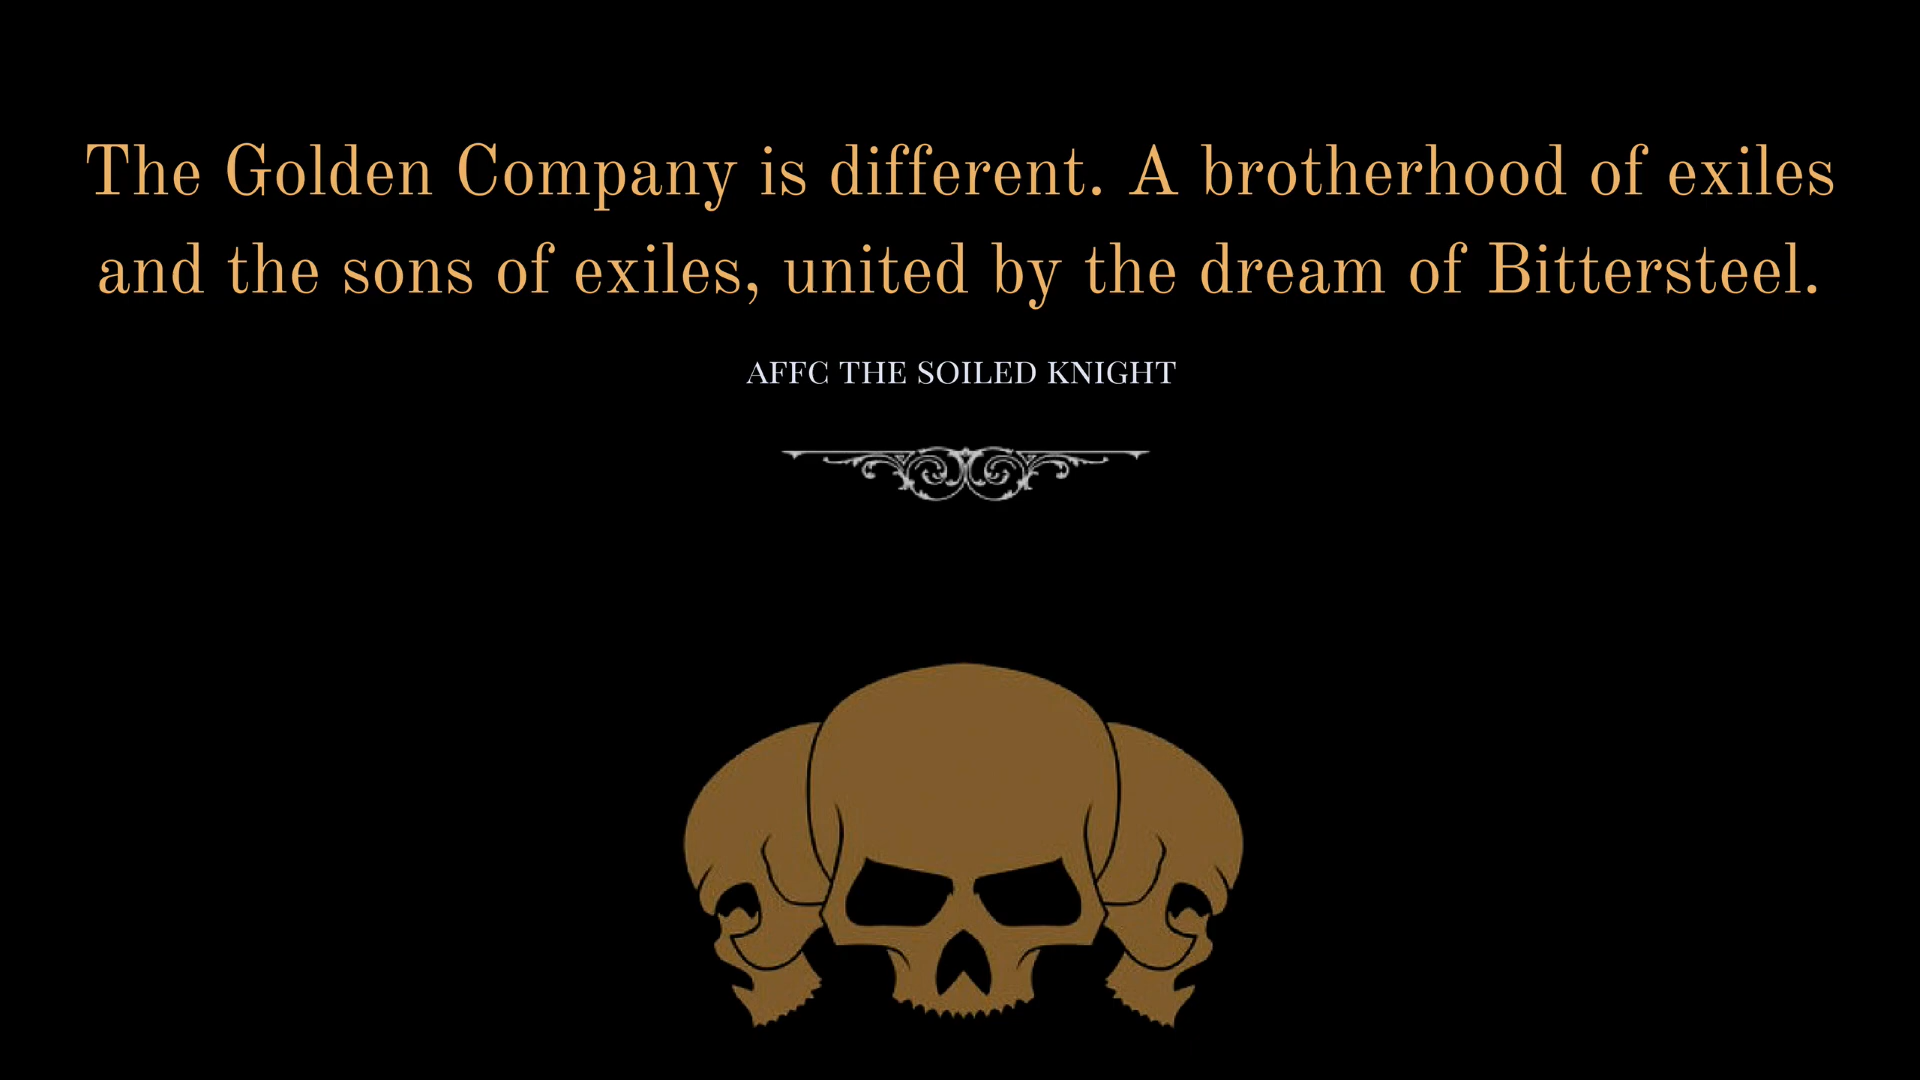 The Golden Company is different. A brotherhood of exiles
and the sons of exiles, united by the dream of Bittersteel.
AFFC THE SOILED KNIGHT